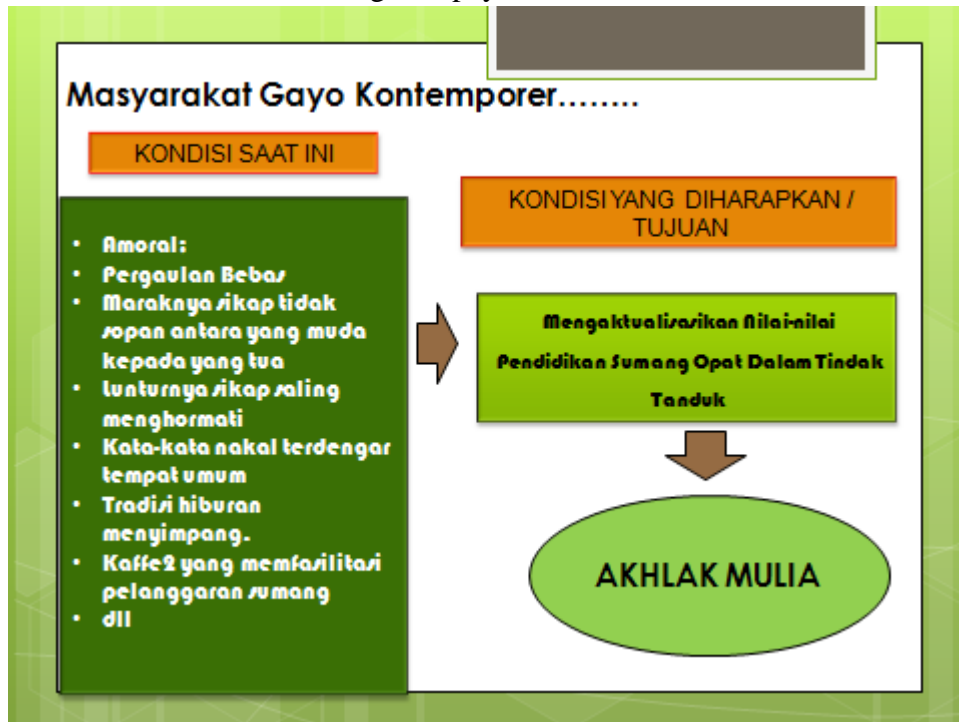 Masyarakat Gayo Kontemporer........
KONDISI SAAT INI
• Amoral:
• Pergaulan Bebas
• Maraknya sikap tidak
sopan antara yang muda
kepada yang tua
• lunturnya sikap saling
menghormati
• Kata-kata nakal terdengar
tempat umum
• Tradisi hiburan
menyimpang.
• Kaffe2 yang memfasilitasi
pelanggaran sumang
• dll
KONDISI YANG DIHARAPKAN /
TUJUAN
Mengaktualisasikan Nilai-nilai
Pendidikan Sumang Opat Dalam Tindak
Tanduk
AKHLAK MULIA